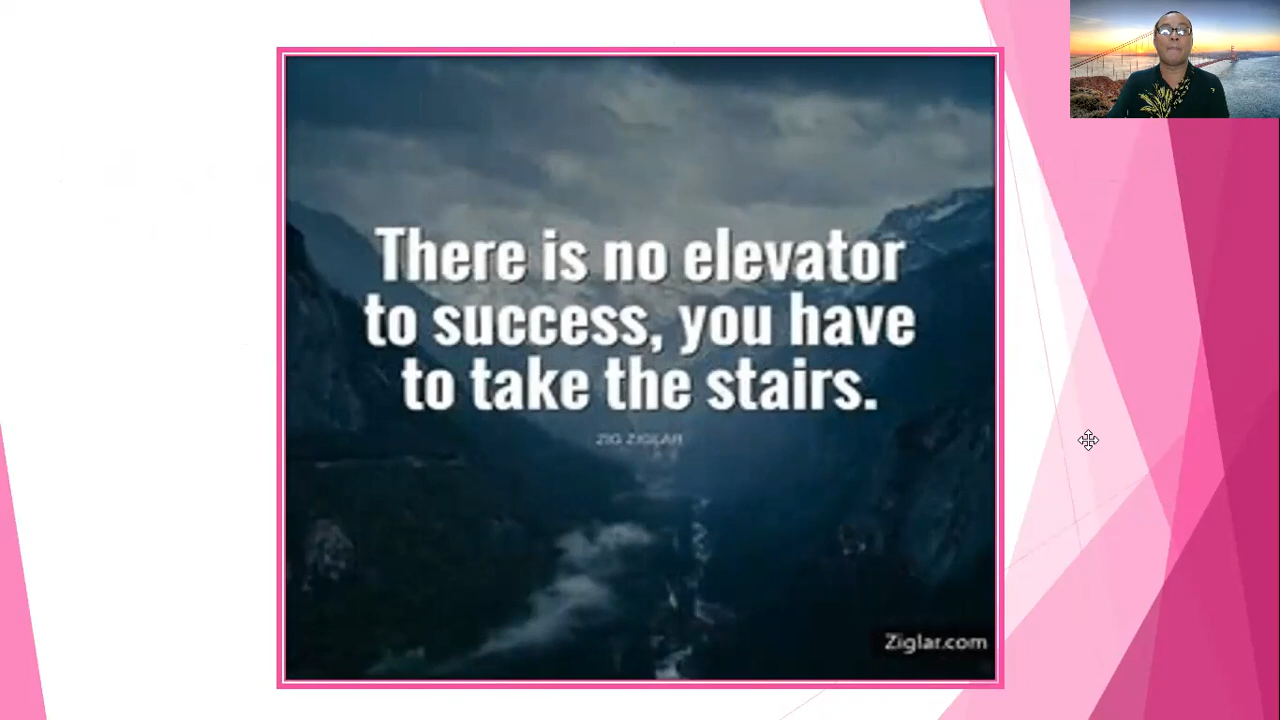 There is no elevator
to success, you have
to take the stairs.
ZIG ZIGLAR
Ziglar.com